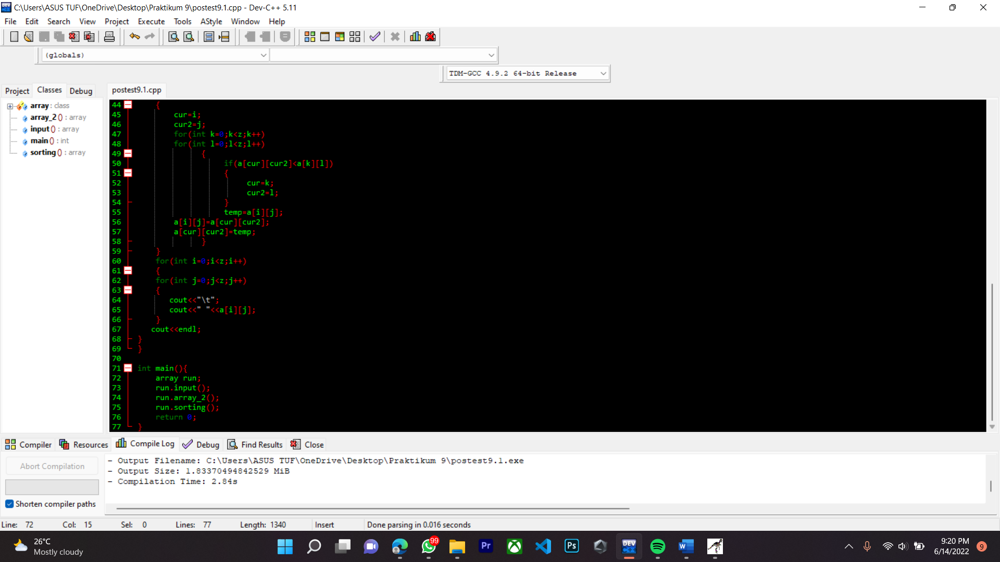 C:\Users\ASUS TUF\OneDrive\Desktop\Praktikum 9\postest9.1.cpp - Dev-C++ 5.11
File Edit Search View Project Execute Tools AStyle Window Help
(globals)
TDM-GCC 4.9.2 64-bit Release
Project Classes Debug
postest9.1.cpp
array : class
array_2 () : array
input () : array
main () : int
sorting () : array
44 {
45 cur=i;
46 cur2=j;
47 for(int k=0;k<z;k++)
48 for(int l=0;l<z;l++)
49 {
50 if(a[cur][cur2]<a[k][l])
51 {
52 cur=k;
53 cur2=l;
54 }
55 temp=a[i][j];
56 a[i][j]=a[cur][cur2];
57 a[cur][cur2]=temp;
58 }
59 }
60 for(int i=0;i<z;i++)
61 {
62 for(int j=0;j<z;j++)
63 {
64 cout<<"\t";
65 cout<<" "<<a[i][j];
66 }
67 cout<<endl;
68 }
69 }
70
71 int main(){
72 array run;
73 run.input();
74 run.array_2();
75 run.sorting();
76 return 0;
77 }
Compiler Resources Compile Log Debug Find Results Close
Abort Compilation
Shorten compiler paths
- Output Filename: C:\Users\ASUS TUF\OneDrive\Desktop\Praktikum 9\postest9.1.exe
- Output Size: 1.83370494842529 MiB
- Compilation Time: 2.84s
Line: 72 Col: 15 Sel: 0 Lines: 77 Length: 1340 Insert Done parsing in 0.016 seconds
26°C
Mostly cloudy
99
Pr
Ps
DEV
C++
W
9:20 PM
6/14/2022
9